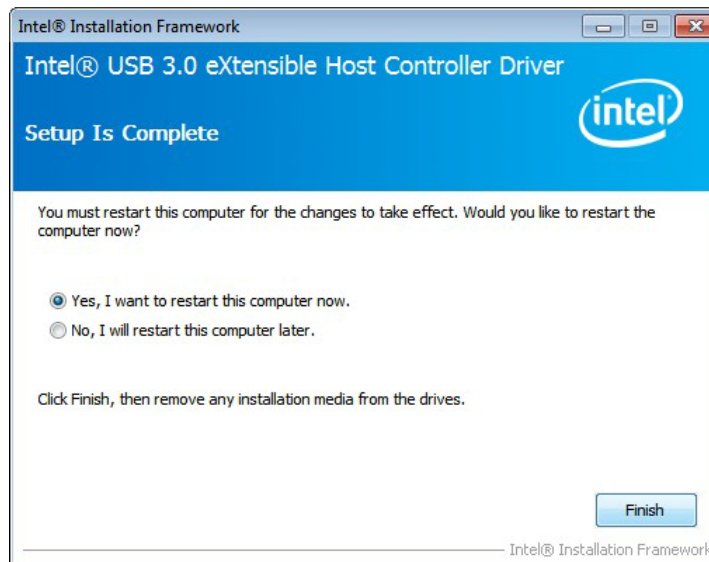 Intel® Installation Framework
Intel® USB 3.0 eXtensible Host Controller Driver
intel
Setup Is Complete
You must restart this computer for the changes to take effect. Would you like to restart the
computer now?
Yes, I want to restart this computer now.
No, I will restart this computer later.
Click Finish, then remove any installation media from the drives.
Finish
Intel® Installation Framework